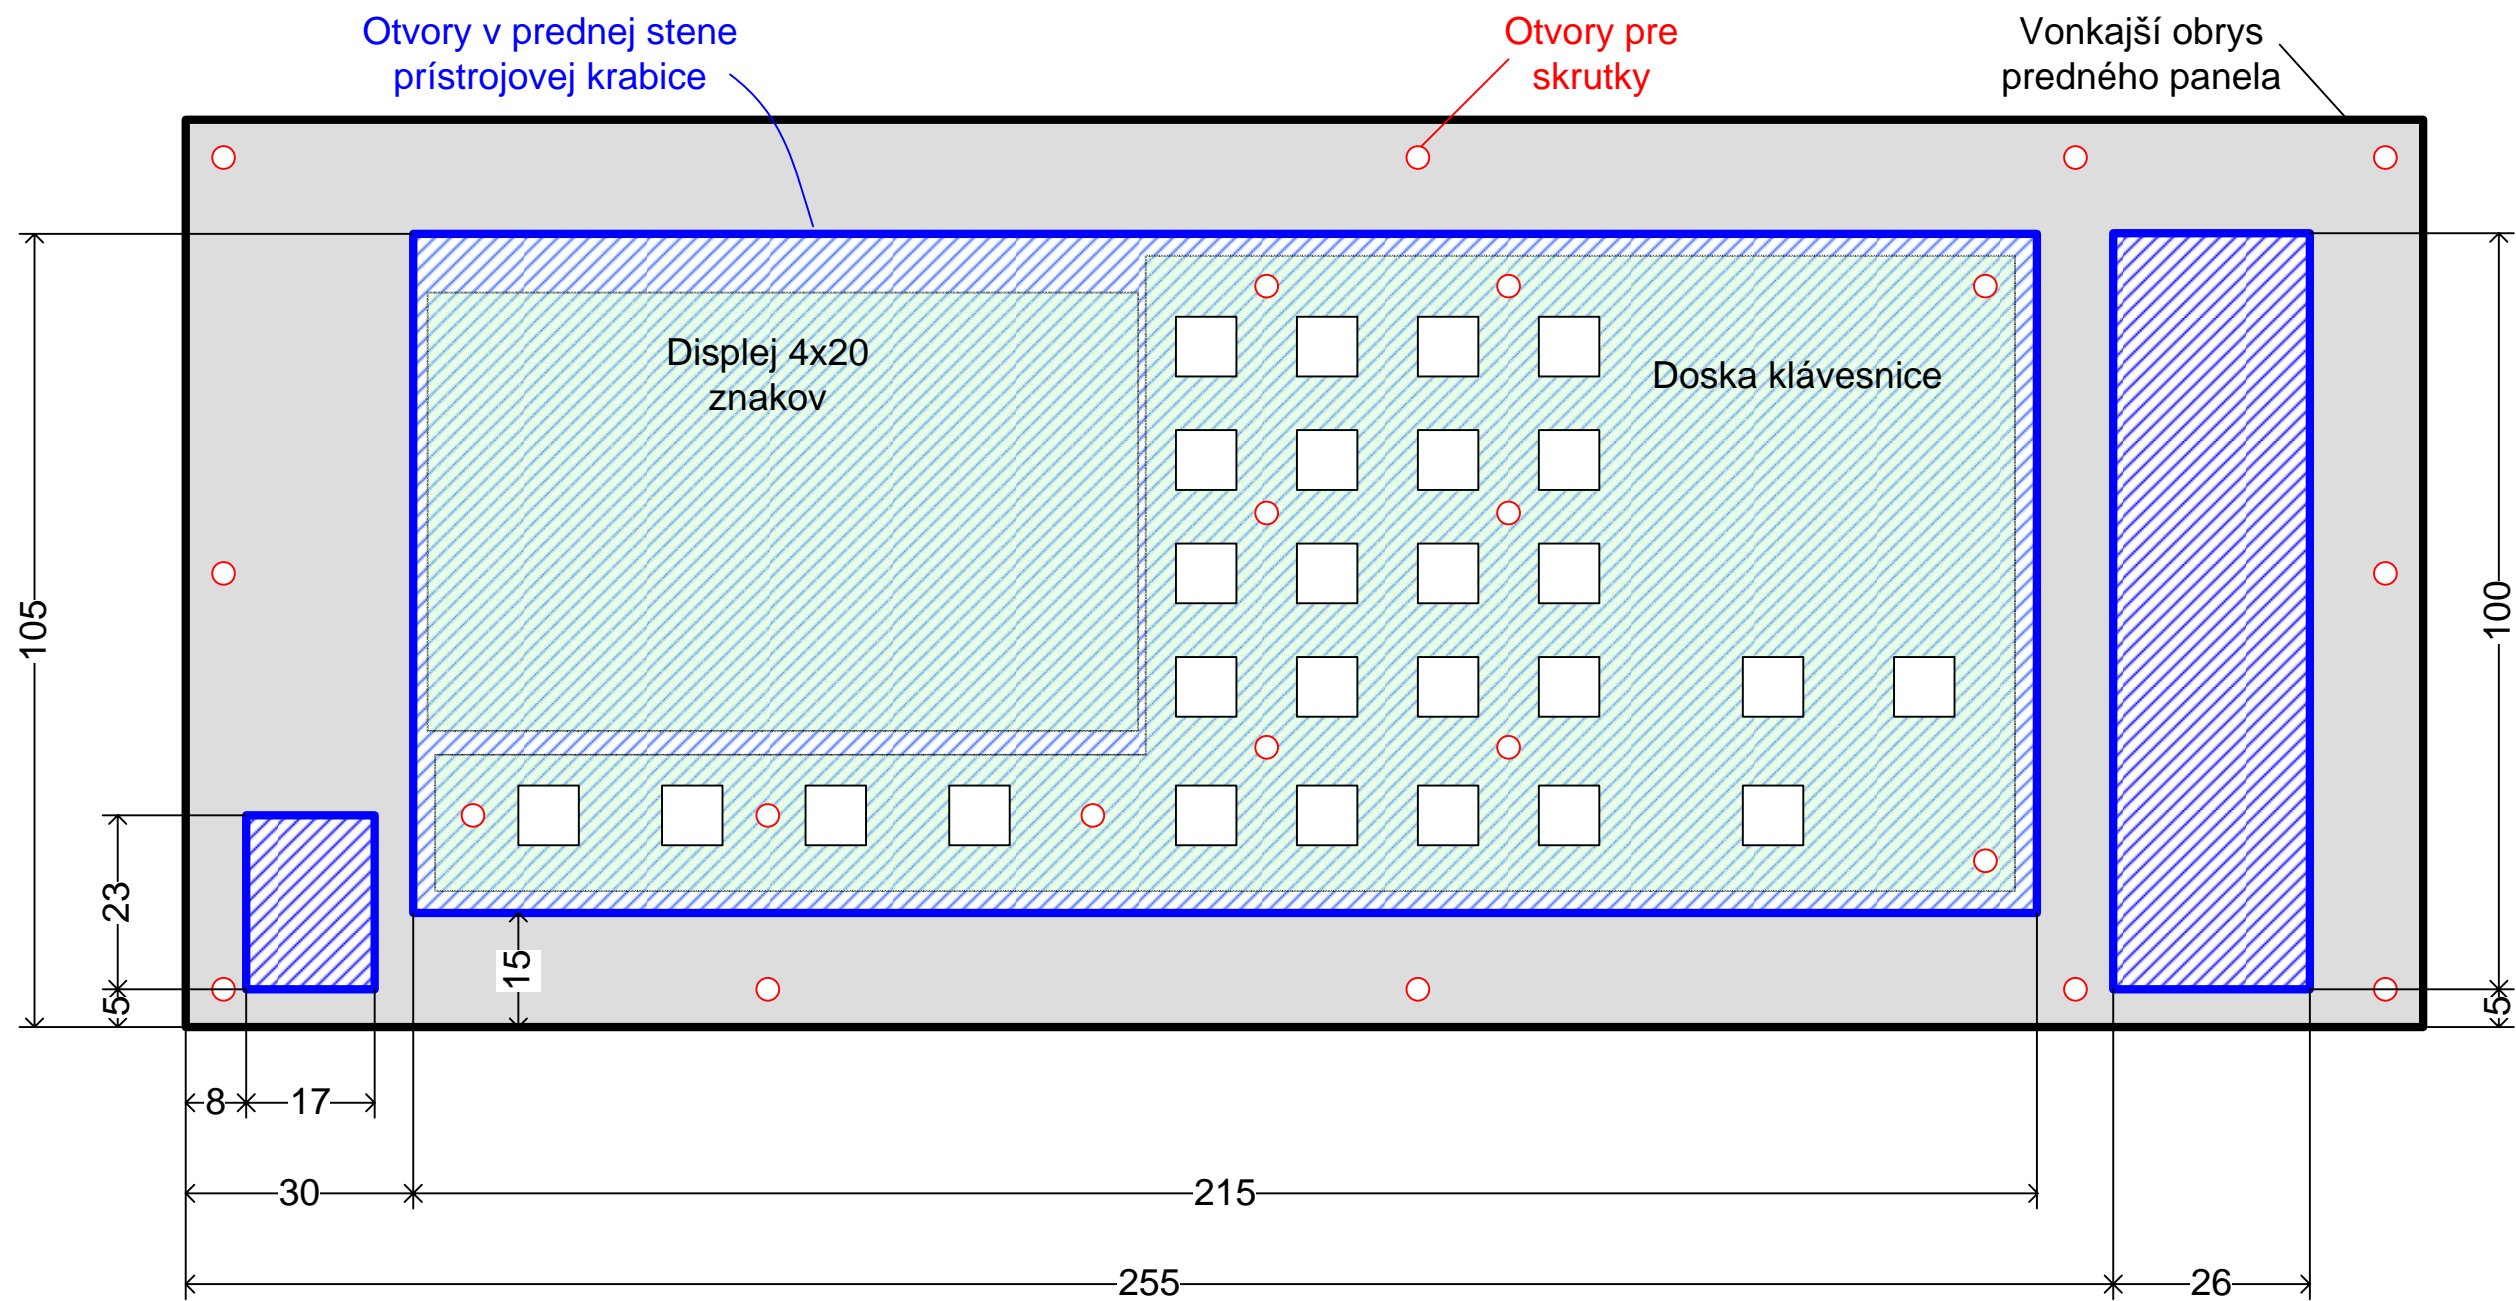 Otvory v prednej stene
prístrojovej krabice
Otvory pre
skrutky
Vonkajší obrys
predného panela
Displej 4x20
znakov
Doska klávesnice
105
100
23
5
15
5
8
17
30
215
255
26